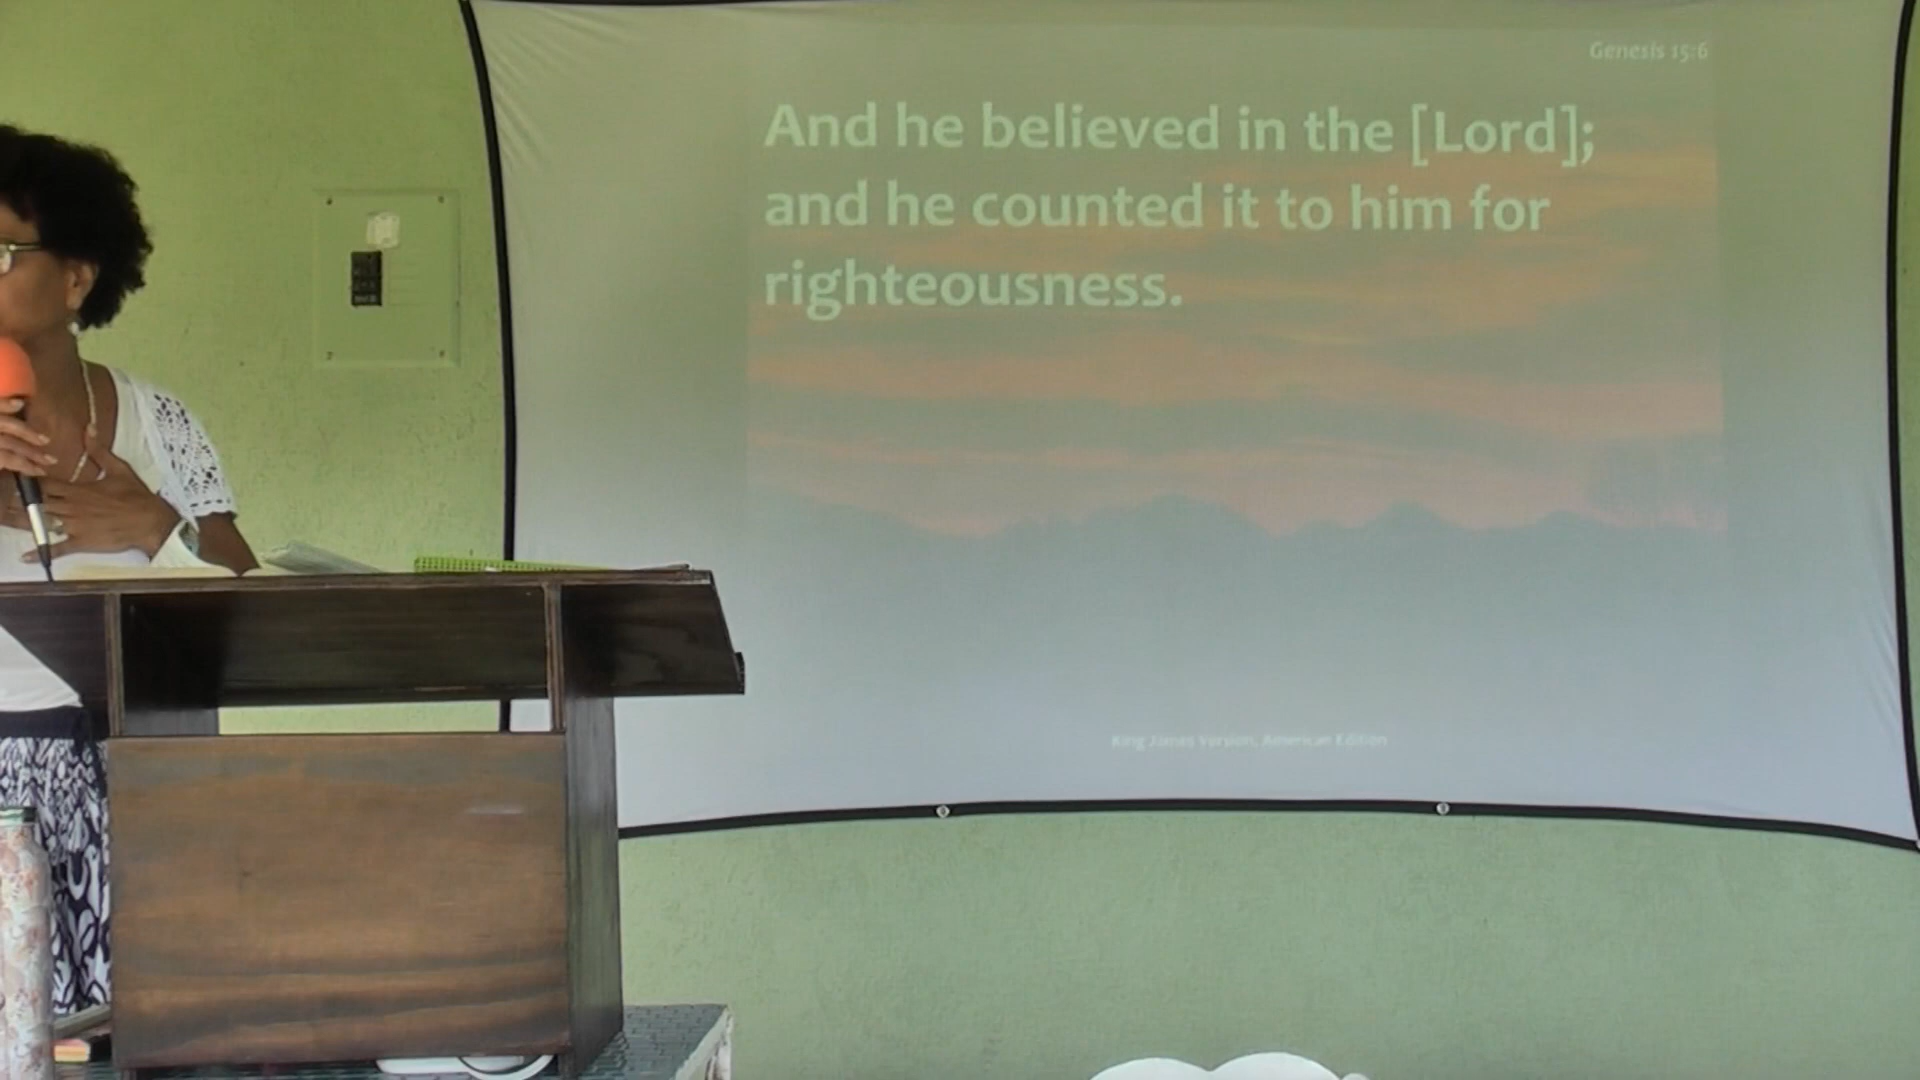 Genesis 15:6
And he believed in the [Lord];
and he counted it to him for
righteousness.
King James Version, American Edition